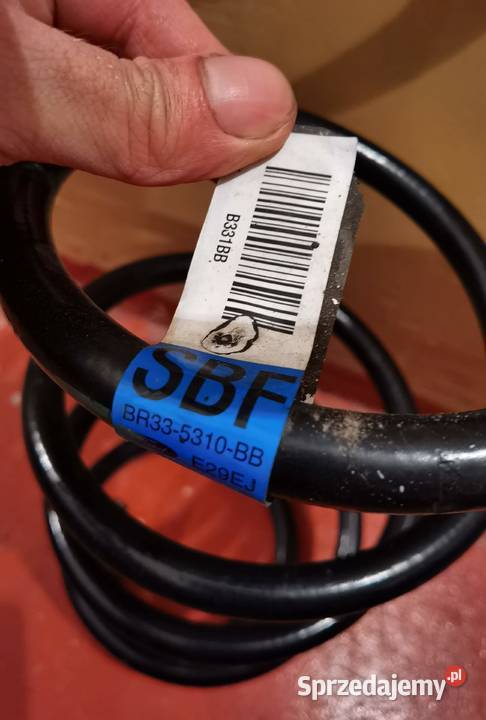 B331BB
SBF
BR33-5310-BB
E29EJ
Sprzedajemy.pl